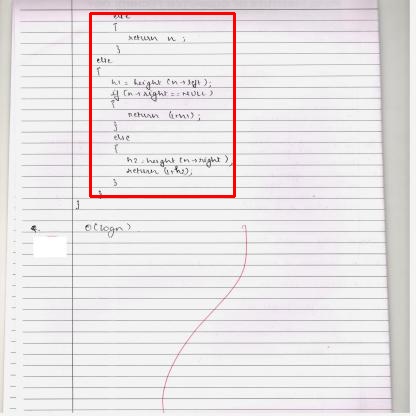 else
{
return n ;
}
else
{
h1 = height (n→left);
if (n→right == NULL)
{
return (1+h1) ;
}
else
{
h2 = height (n→right),
return (1+h2);
}
}
}
O(logn)